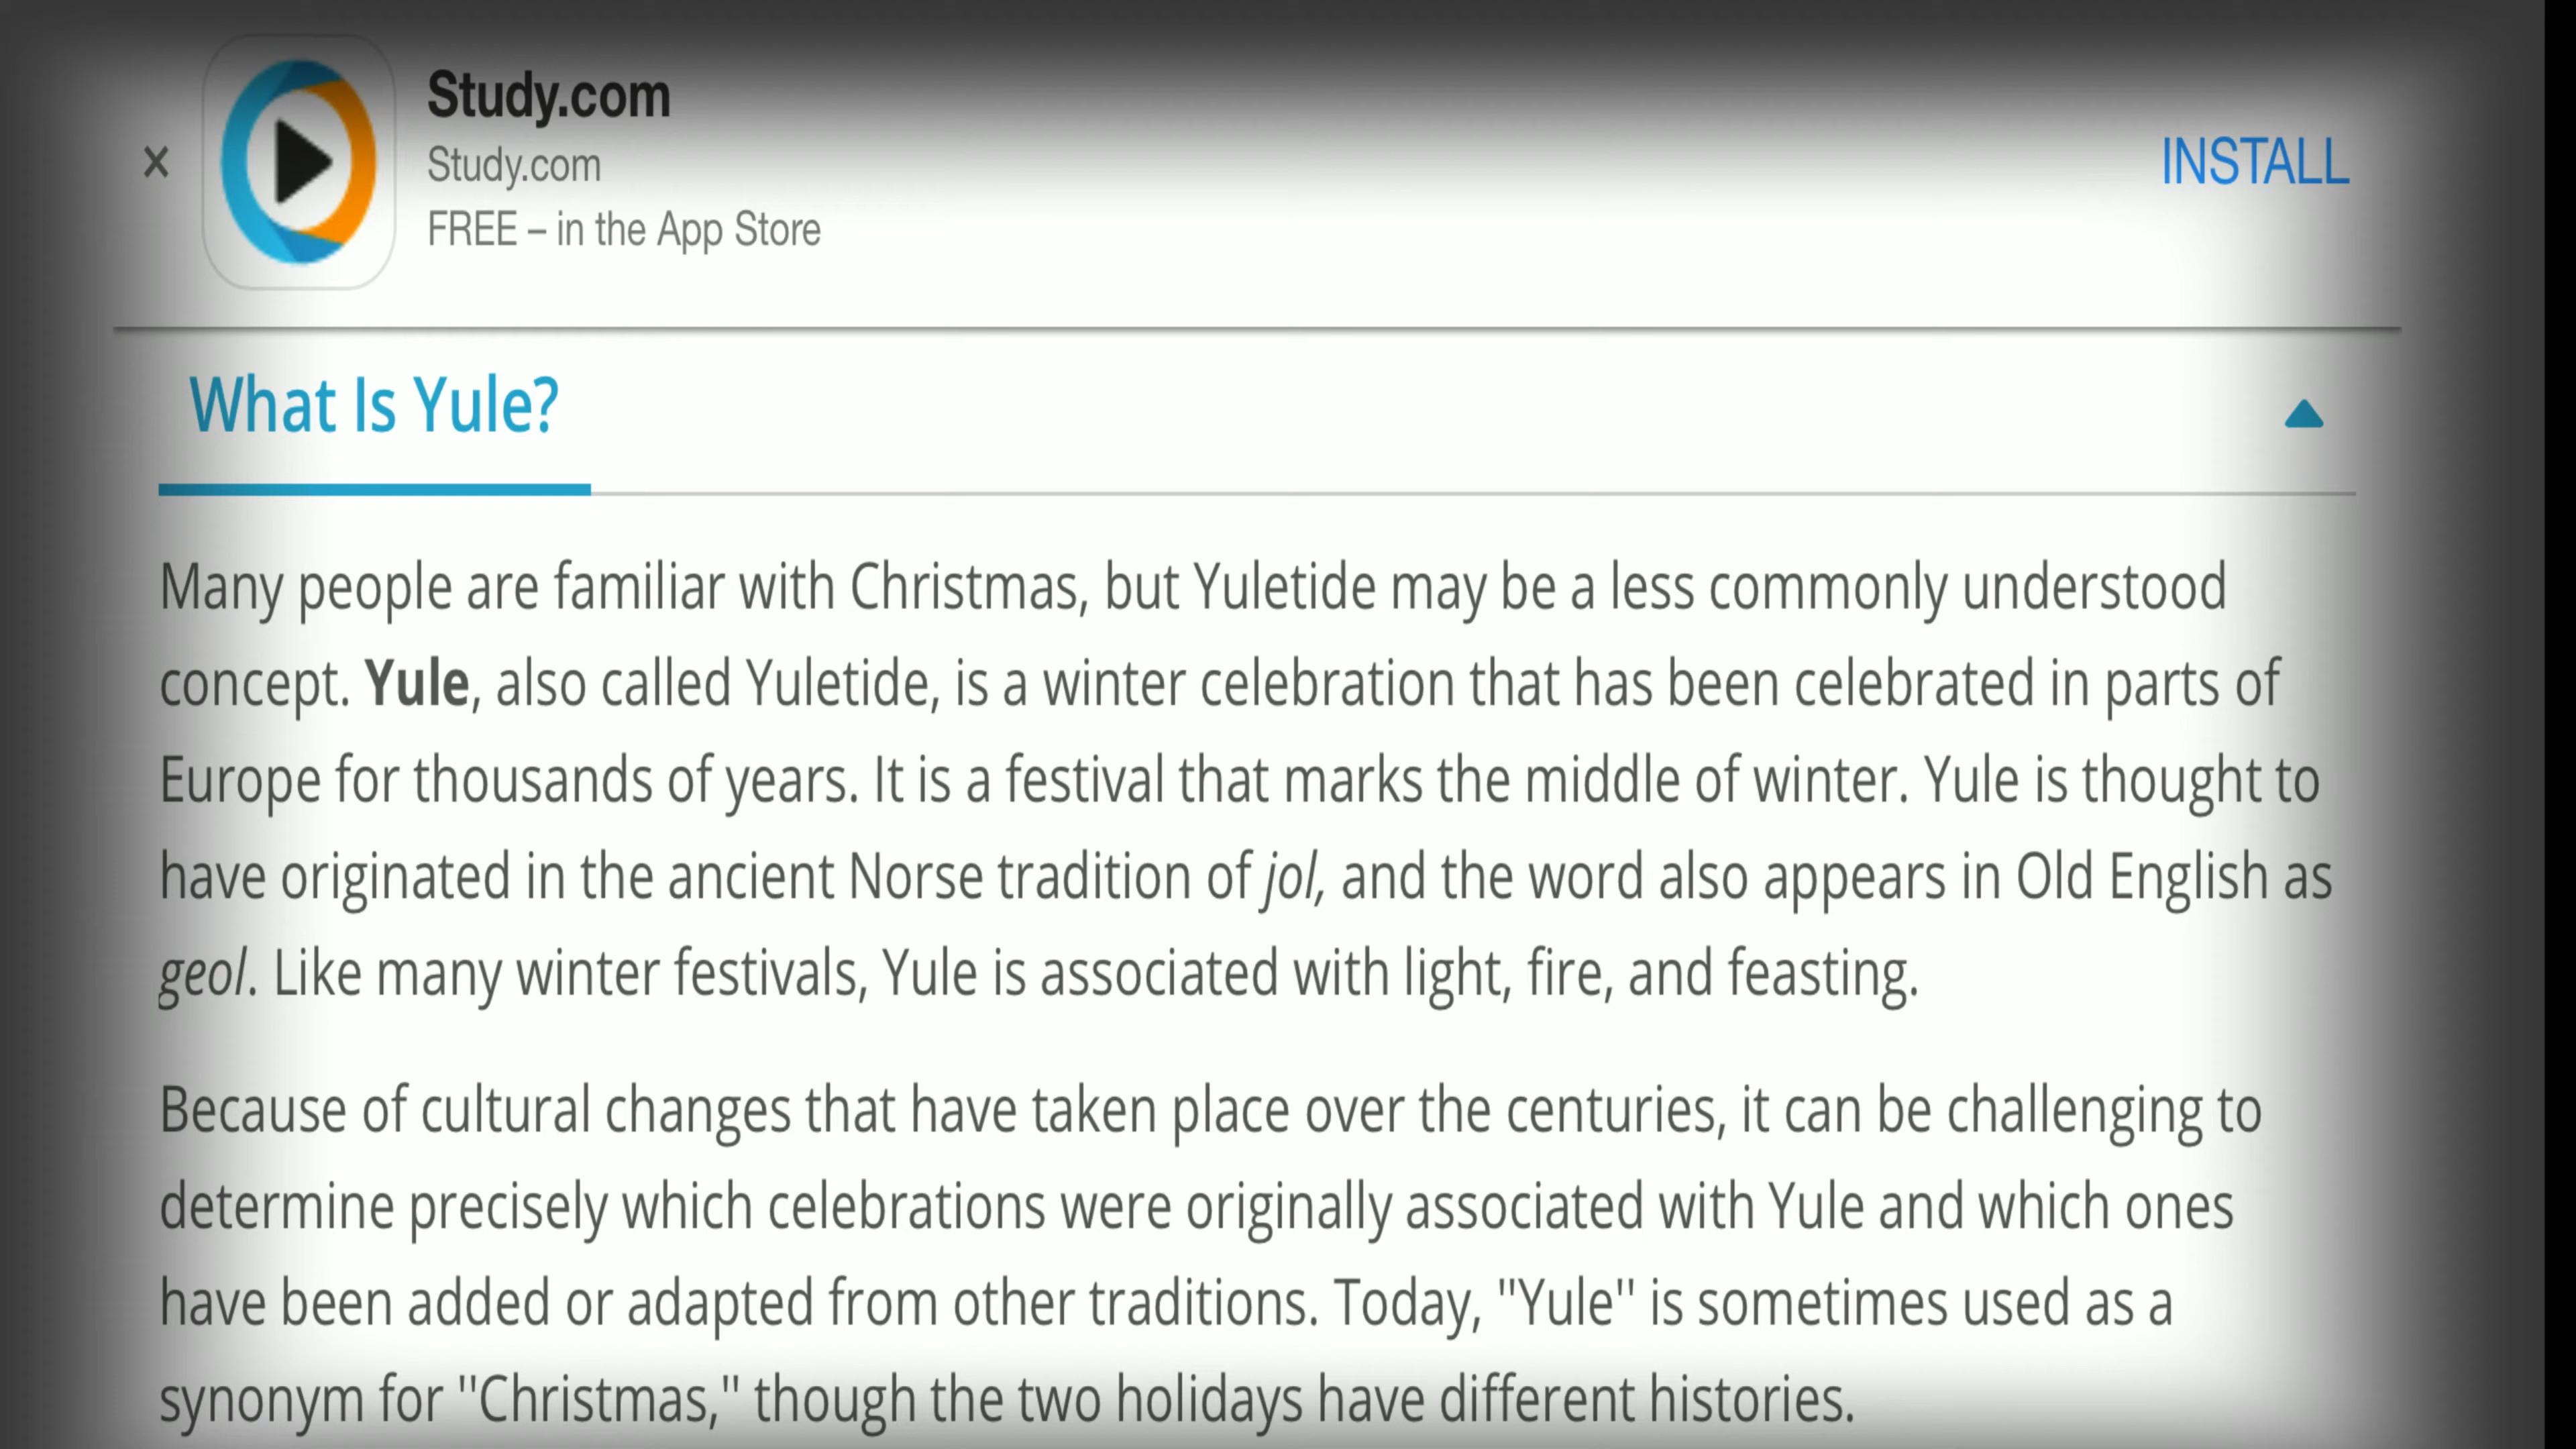 Study.com
Study.com
FREE – in the App Store
INSTALL
What Is Yule?
Many people are familiar with Christmas, but Yuletide may be a less commonly understood
concept. Yule, also called Yuletide, is a winter celebration that has been celebrated in parts of
Europe for thousands of years. It is a festival that marks the middle of winter. Yule is thought to
have originated in the ancient Norse tradition of jol, and the word also appears in Old English as
geol. Like many winter festivals, Yule is associated with light, fire, and feasting.
Because of cultural changes that have taken place over the centuries, it can be challenging to
determine precisely which celebrations were originally associated with Yule and which ones
have been added or adapted from other traditions. Today, "Yule" is sometimes used as a
synonym for "Christmas," though the two holidays have different histories.